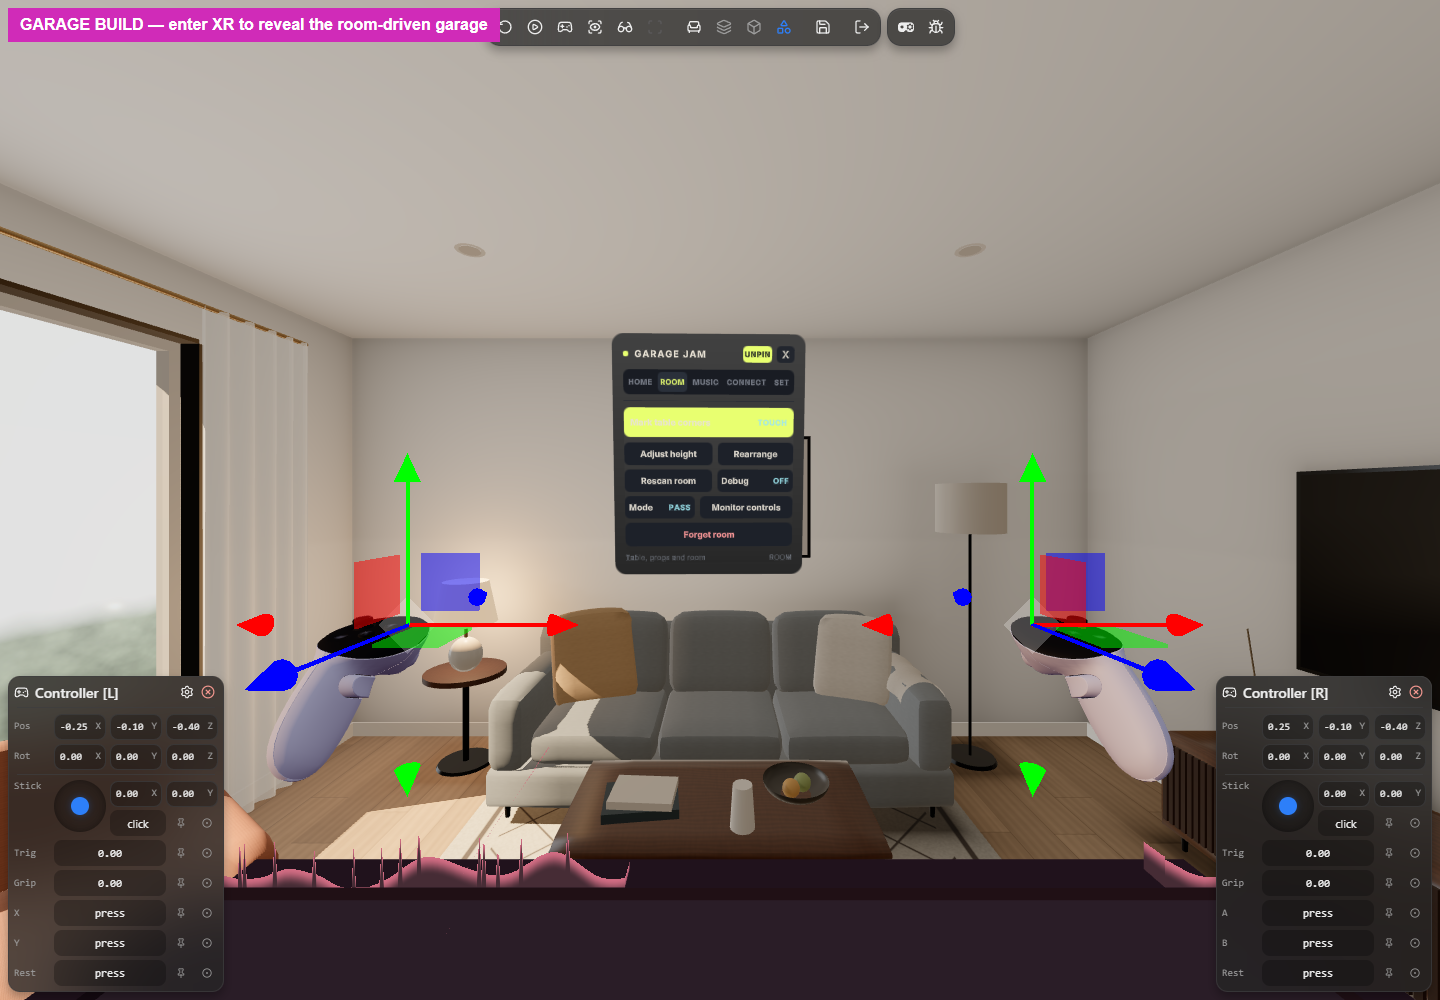 GARAGE BUILD — enter XR to reveal the room-driven garage
GARAGE JAM UNPIN X
HOME ROOM MUSIC CONNECT SET
TOUCH
Adjust height Rearrange
Rescan room Debug OFF
Mode PASS Monitor controls
Forget room
Table, props and room ROOM
Controller [L]
Pos -0.25 X -0.10 Y -0.40 Z
Rot 0.00 X 0.00 Y 0.00 Z
Stick 0.00 X 0.00 Y
click
Trig 0.00
Grip 0.00
X press
Y press
Rest press
Controller [R]
Pos 0.25 X -0.10 Y -0.40 Z
Rot 0.00 X 0.00 Y 0.00 Z
Stick 0.00 X 0.00 Y
click
Trig 0.00
Grip 0.00
A press
B press
Rest press